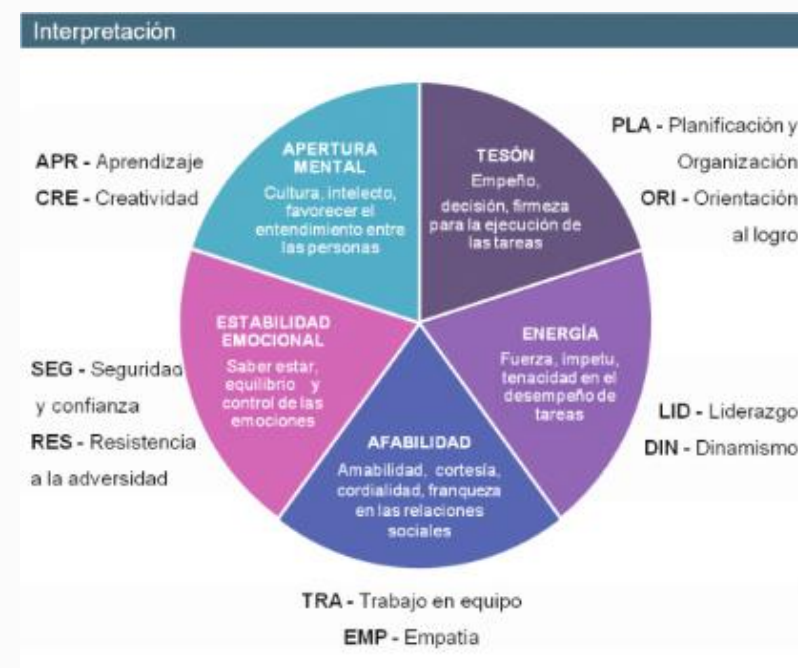 Interpretación
APERTURA
MENTAL
Cultura, intelecto,
favorecer el
entendimiento entre
las personas
TESÓN
Empeño,
decisión, firmeza
para la ejecución de
las tareas
PLA - Planificación y
Organización
ORI - Orientación
al logro
APR - Aprendizaje
CRE - Creatividad
ESTABILIDAD
EMOCIONAL
Saber estar,
equilibrio y
control de las
emociones
ENERGÍA
Fuerza, ímpetu,
tenacidad en el
desempeño de
tareas
SEG - Seguridad
y confianza
RES - Resistencia
a la adversidad
LID - Liderazgo
DIN - Dinamismo
AFABILIDAD
Amabilidad, cortesía,
cordialidad, franqueza
en las relaciones
sociales
TRA - Trabajo en equipo
EMP - Empatía